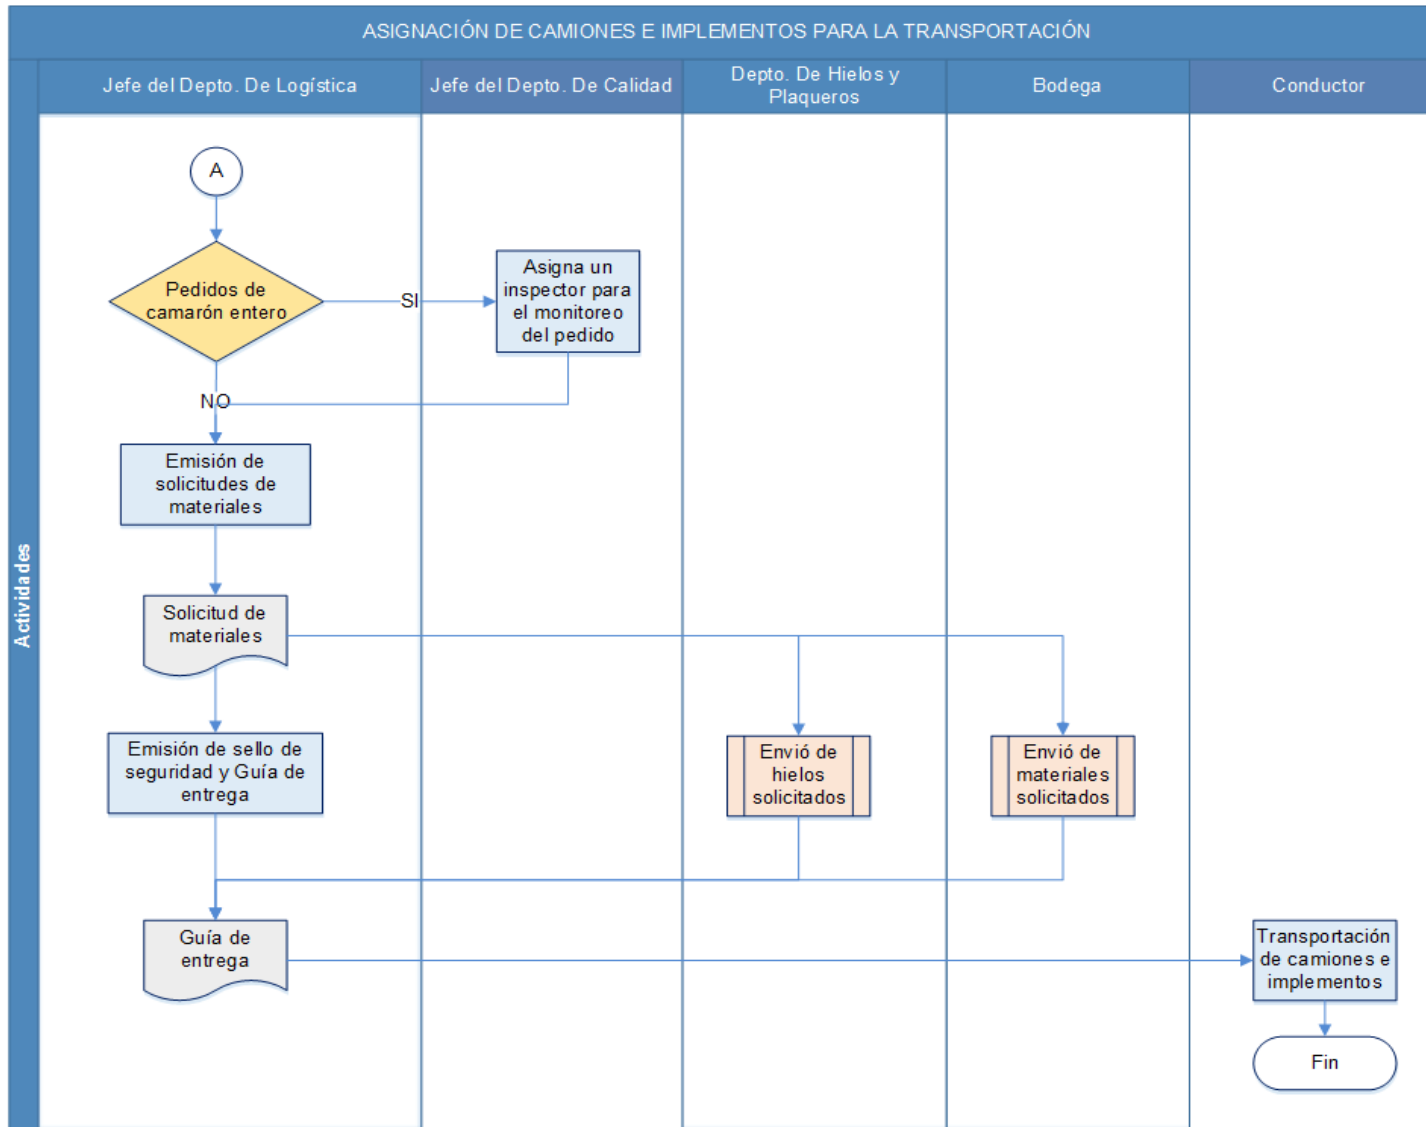 ASIGNACIÓN DE CAMIONES E IMPLEMENTOS PARA LA TRANSPORTACIÓN
Jefe del Depto. De Logística
Jefe del Depto. De Calidad
Depto. De Hielos y
Plaqueros
Bodega
Conductor
Actividades
A
Pedidos de
camarón entero
SI
Asigna un
inspector para
el monitoreo
del pedido
NO
Emisión de
solicitudes de
materiales
Solicitud de
materiales
Emisión de sello de
seguridad y Guía de
entrega
Envió de
hielos
solicitados
Envió de
materiales
solicitados
Guía de
entrega
Transportación
de camiones e
implementos
Fin